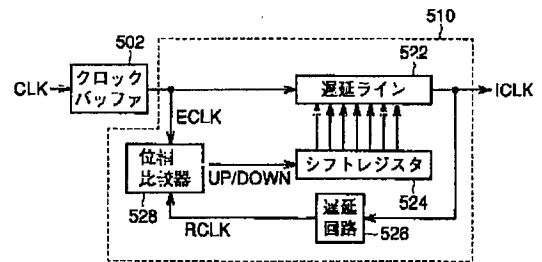 510
502
522
CLK
クロック
バッファ
遅延ライン
ICLK
ECLK
位相
比較器
UP/DOWN
シフトレジスタ
528
524
RCLK
遅延
回路
526